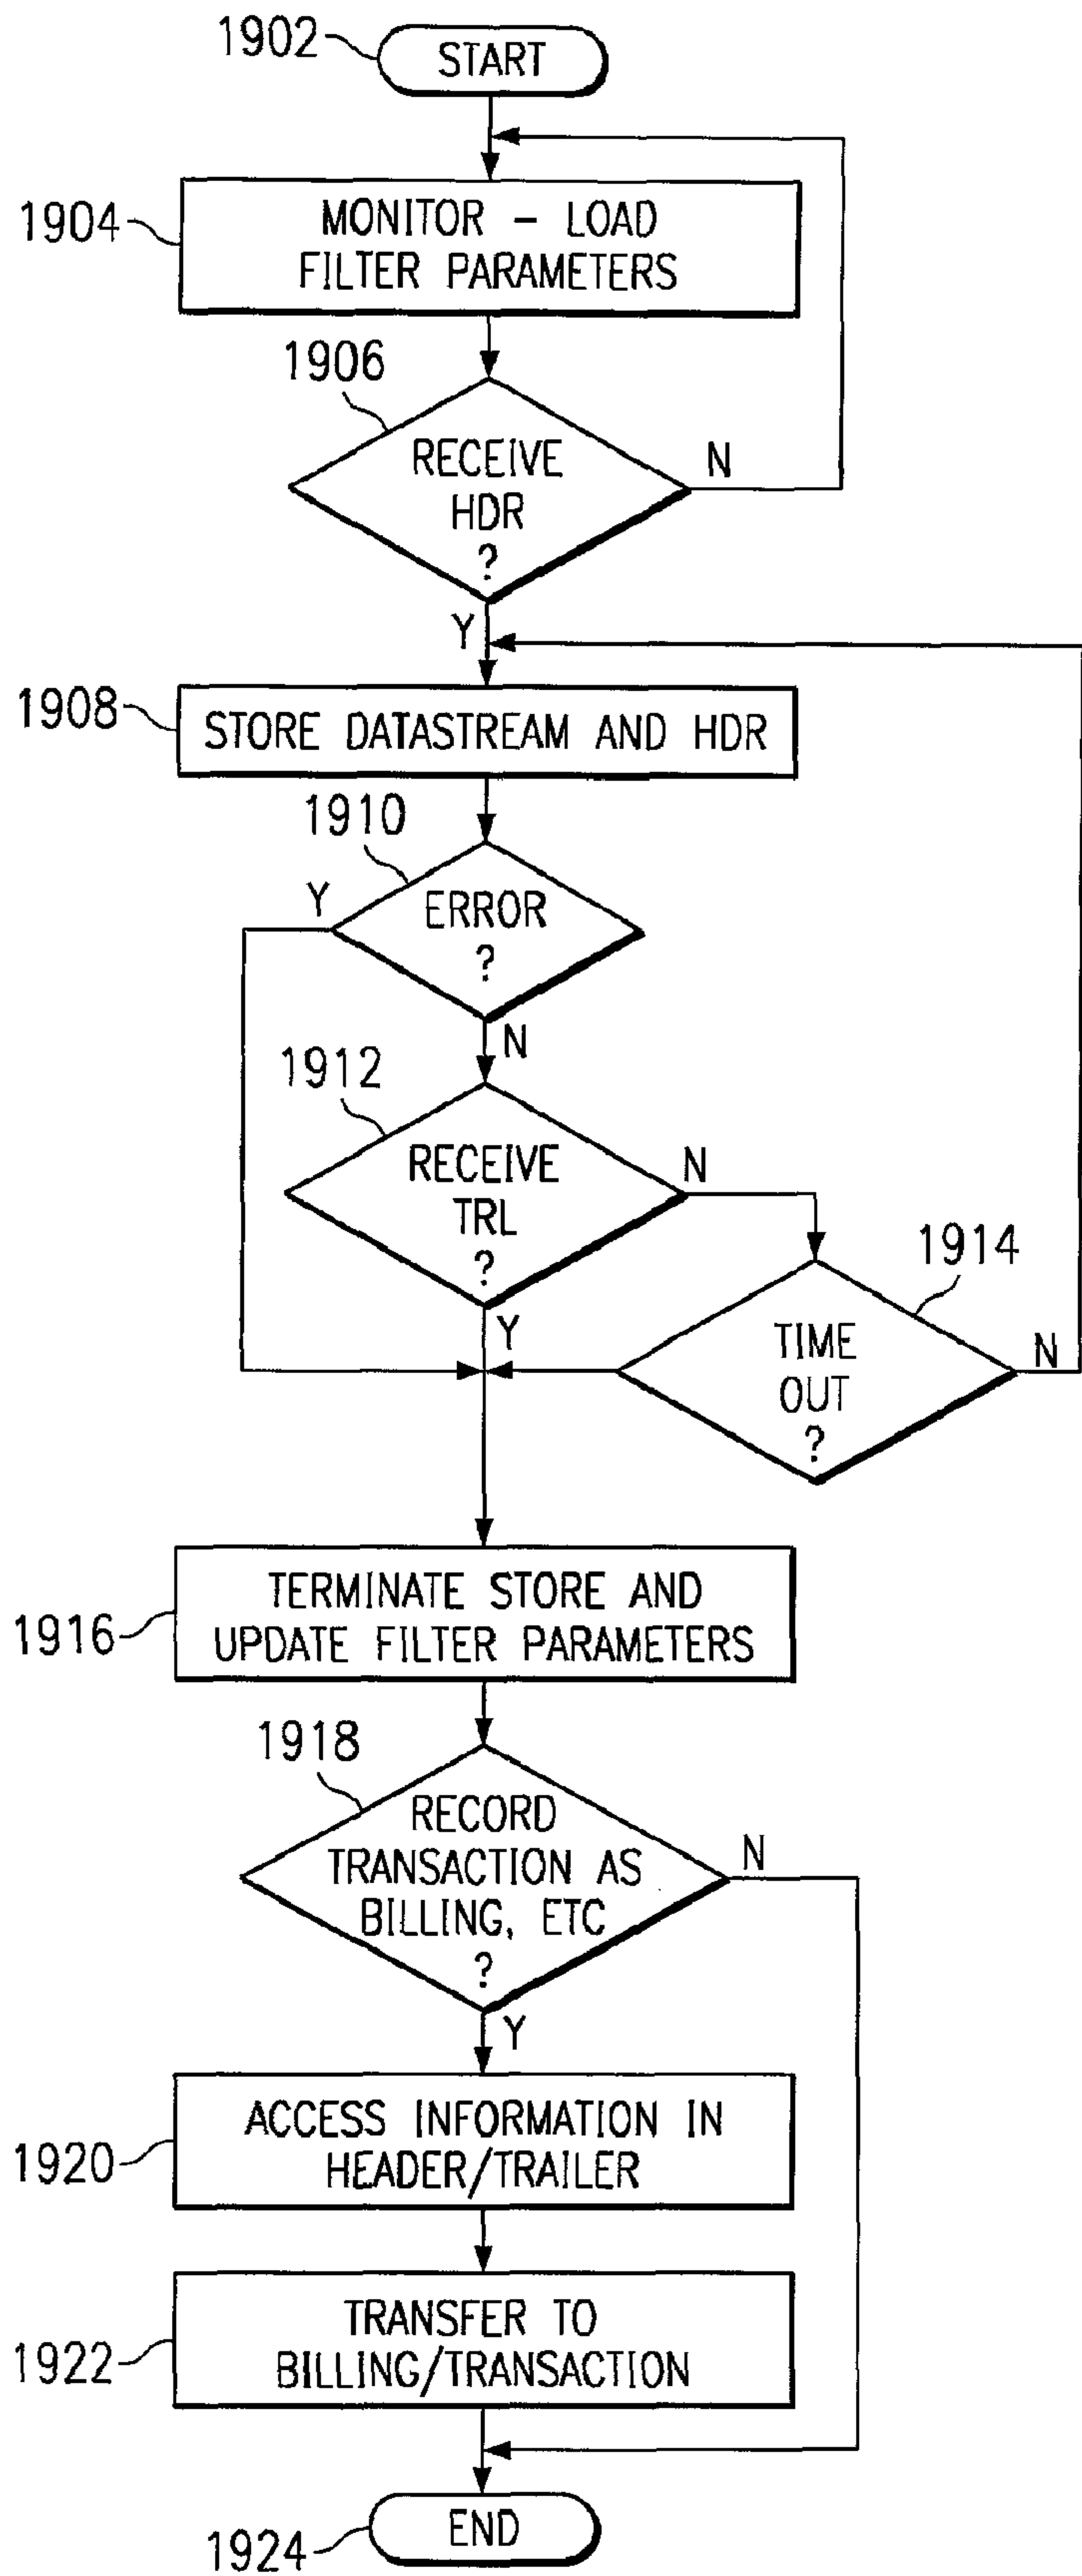 1902
START
1904
MONITOR – LOAD
FILTER PARAMETERS
1906
RECEIVE
HDR
?
N
Y
1908
STORE DATASTREAM AND HDR
1910
ERROR
?
Y
N
1912
RECEIVE
TRL
?
N
Y
1914
TIME
OUT
?
N
1916
TERMINATE STORE AND
UPDATE FILTER PARAMETERS
1918
RECORD
TRANSACTION AS
BILLING, ETC
?
N
Y
1920
ACCESS INFORMATION IN
HEADER/TRAILER
1922
TRANSFER TO
BILLING/TRANSACTION
1924
END